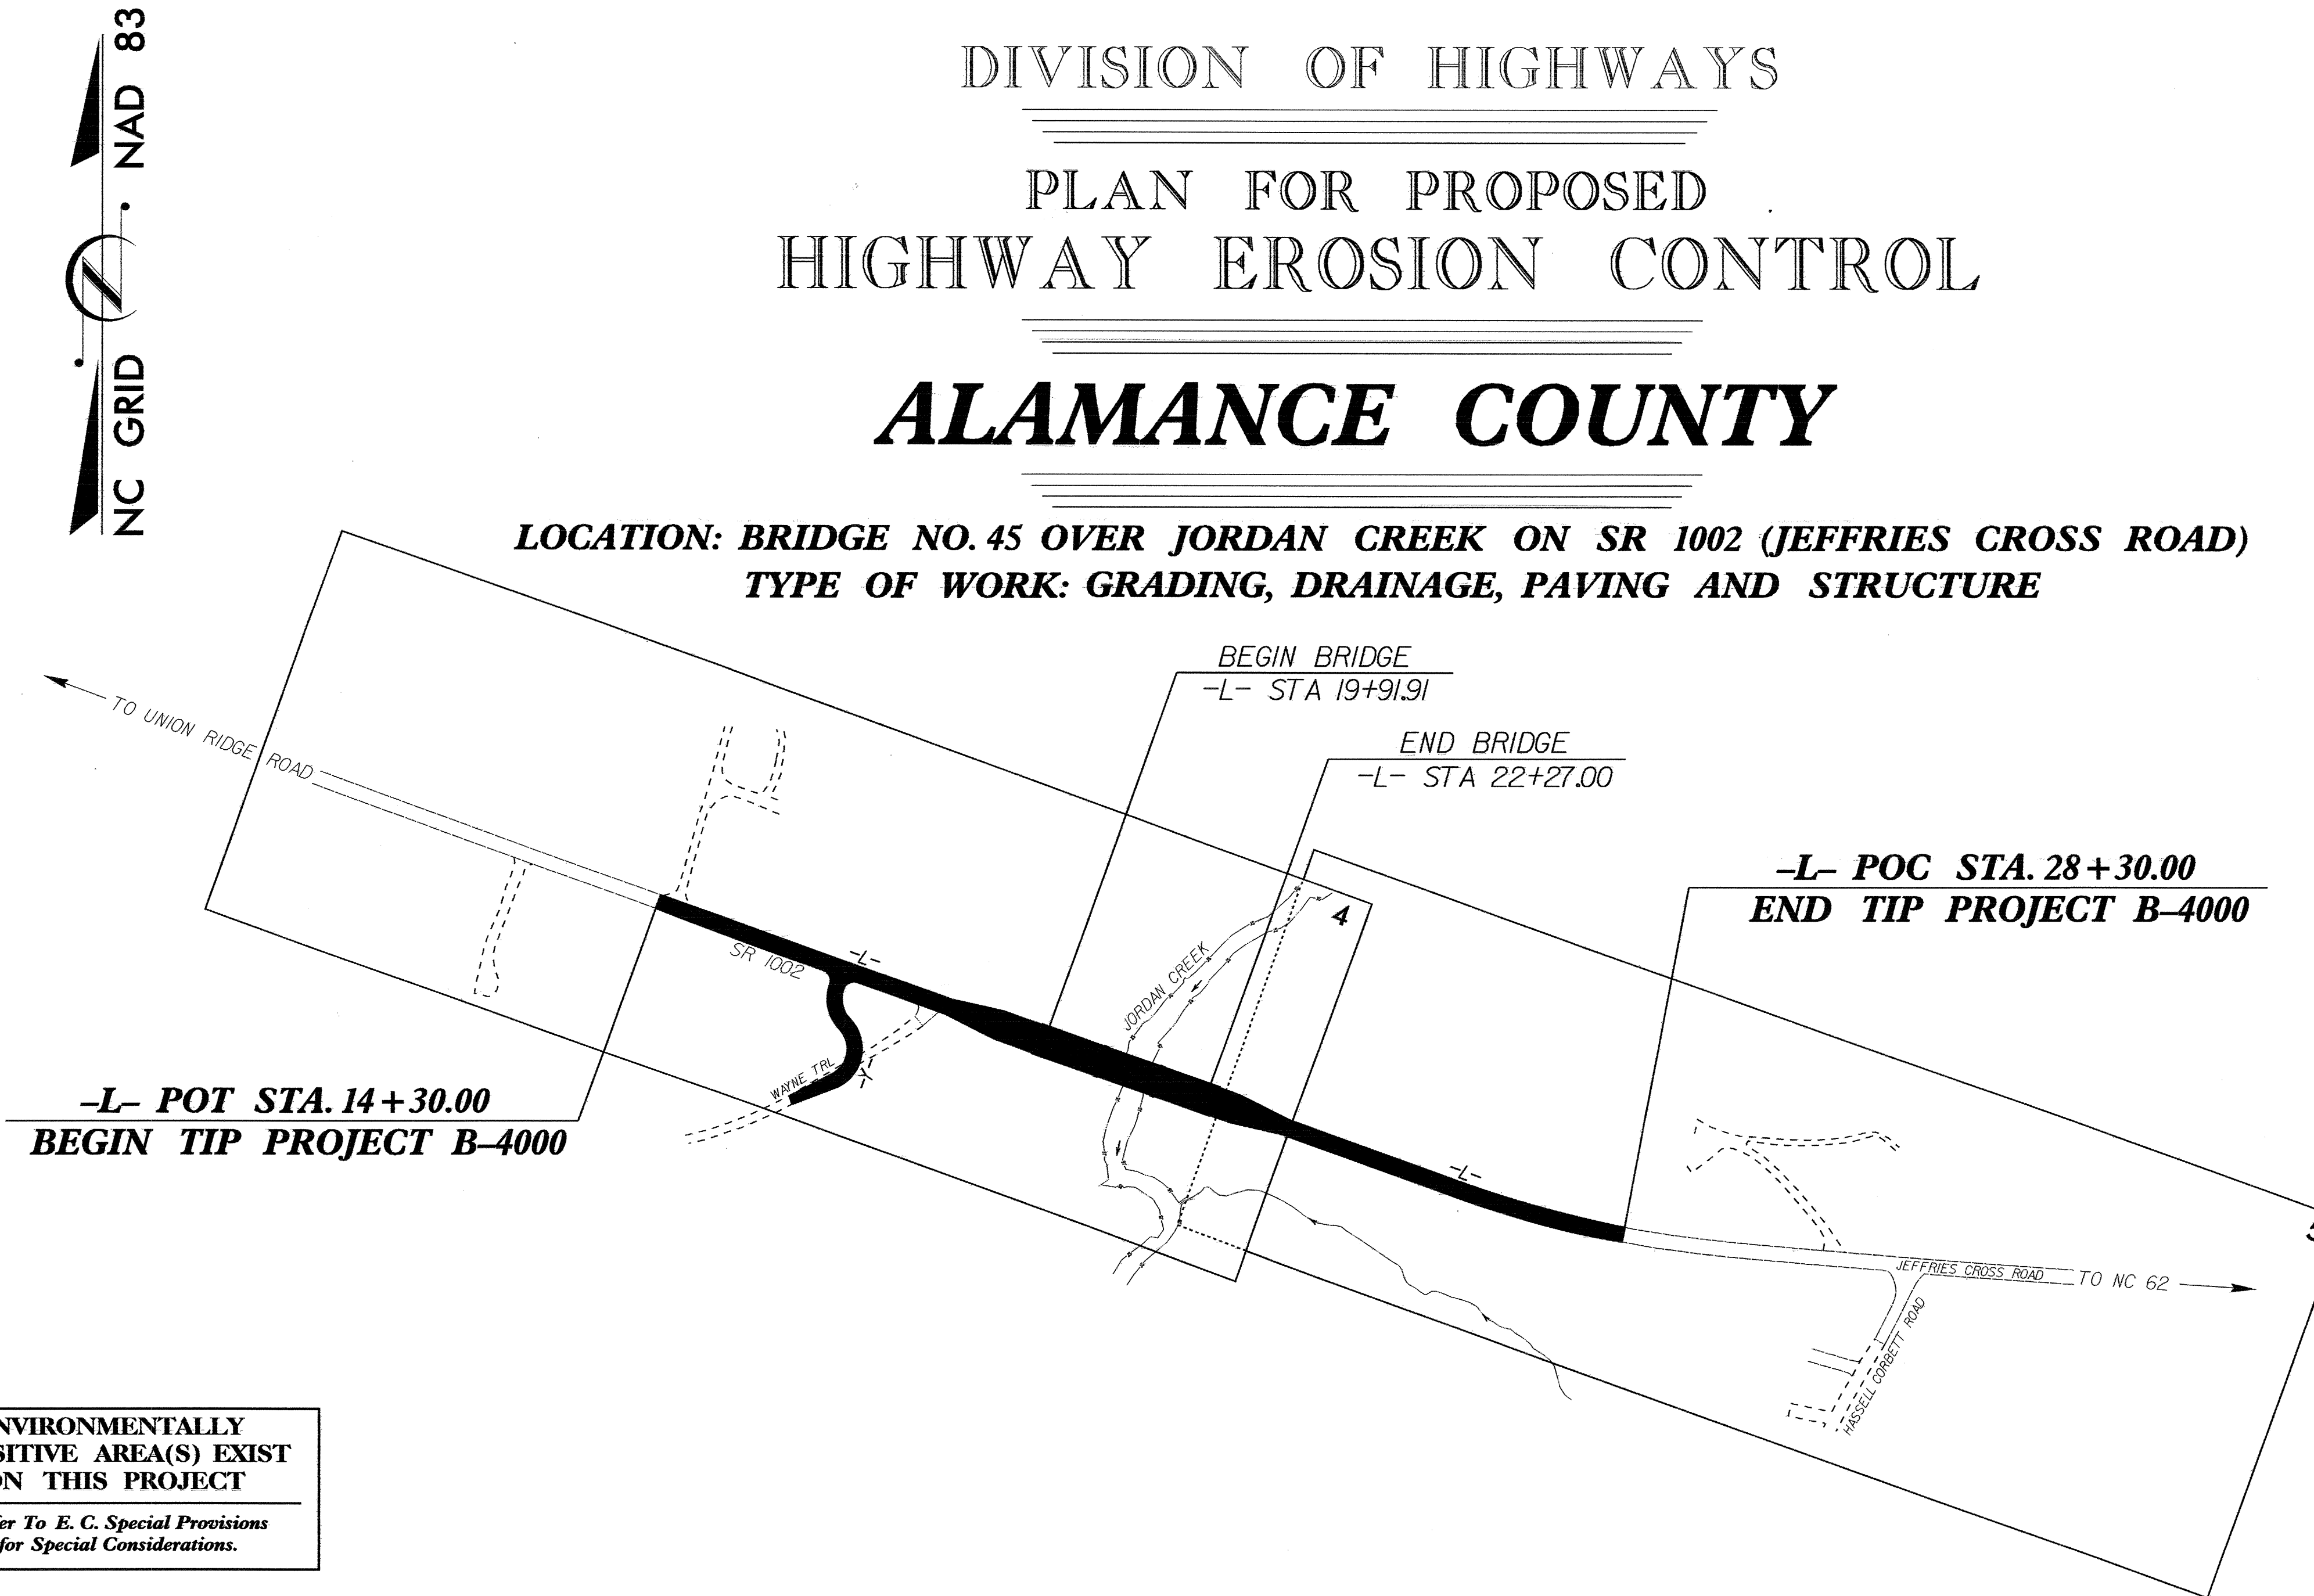 NC GRID NAD 83
DIVISION OF HIGHWAYS
PLAN FOR PROPOSED
HIGHWAY EROSION CONTROL
ALAMANCE COUNTY
LOCATION: BRIDGE NO. 45 OVER JORDAN CREEK ON SR 1002 (JEFFRIES CROSS ROAD)
TYPE OF WORK: GRADING, DRAINAGE, PAVING AND STRUCTURE
BEGIN BRIDGE
-L- STA 19+91.91
END BRIDGE
-L- STA 22+27.00
TO UNION RIDGE ROAD
-L- POC STA. 28+30.00
END TIP PROJECT B-4000
4
JORDAN CREEK
SR 1002
-L-
WAYNE TRL
-Y-
-L- POT STA. 14+30.00
BEGIN TIP PROJECT B-4000
-L-
5
JEFFRIES CROSS ROAD
TO NC 62
HASSELL CORBETT ROAD
NVIRONMENTALLY
SITIVE AREA(S) EXIST
ON THIS PROJECT
er To E. C. Special Provisions
for Special Considerations.